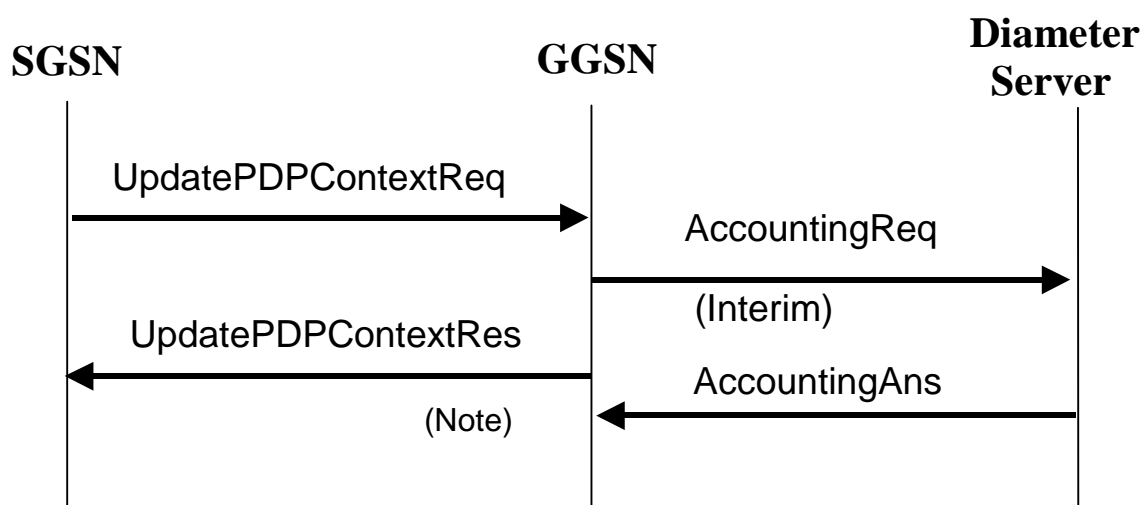 SGSN
GGSN
Diameter
Server
UpdatePDPContextReq
AccountingReq
(Interim)
UpdatePDPContextRes
AccountingAns
(Note)